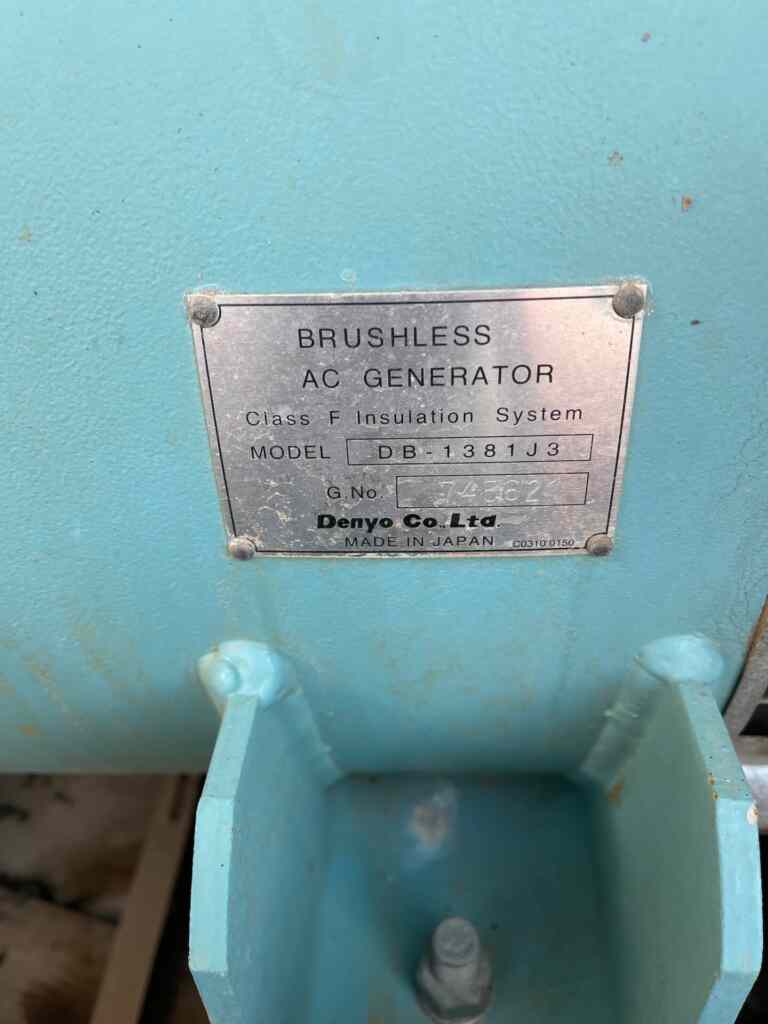 BRUSHLESS
AC GENERATOR
Class F Insulation System
MODEL DB-1381J3
G.No.
Denyo Co., Ltd.
MADE IN JAPAN C0310 0150